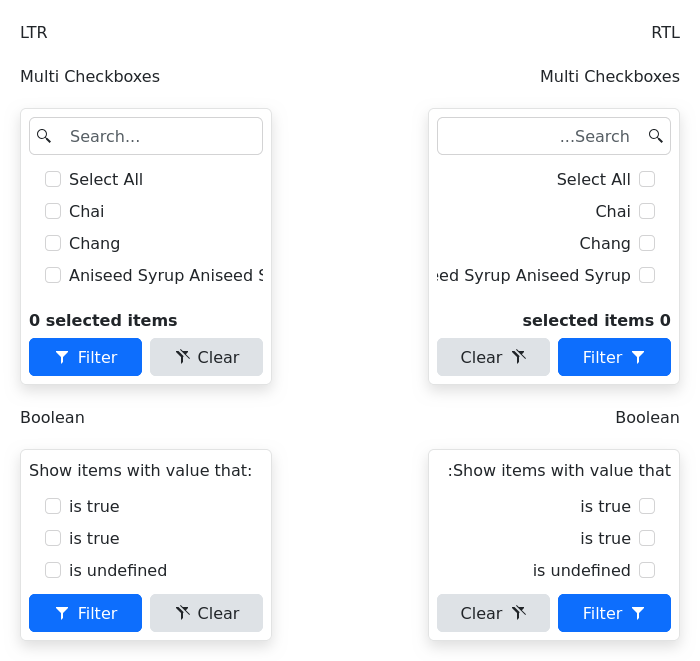 LTR
Multi Checkboxes
Search...
Select All
Chai
Chang
Aniseed Syrup Aniseed
0 selected items
Filter Clear
Boolean
Show items with value that:
is true
is true
is undefined
Filter Clear
RTL
Multi Checkboxes
...Search
Select All
Chai
Chang
Syrup Aniseed Syrup
selected items 0
Clear Filter
Boolean
:Show items with value that
is true
is true
is undefined
Clear Filter